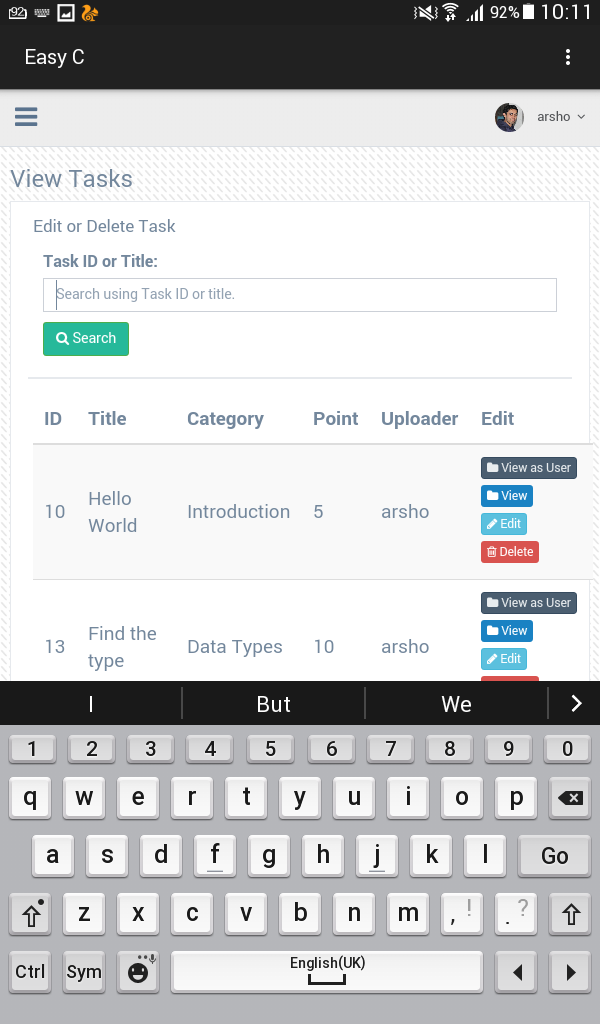 92 92% 10:11
Easy C
arsho
View Tasks
Edit or Delete Task
Task ID or Title:
Search using Task ID or title.
Search
ID Title Category Point Uploader Edit
10 Hello World Introduction 5 arsho View as User
View
Edit
Delete
13 Find the type Data Types 10 arsho View as User
View
Edit
I But We
1 2 3 4 5 6 7 8 9 0
q w e r t y u i o p
a s d f g h j k l Go
z x c v b n m , ! . ?
Ctrl Sym English(UK)